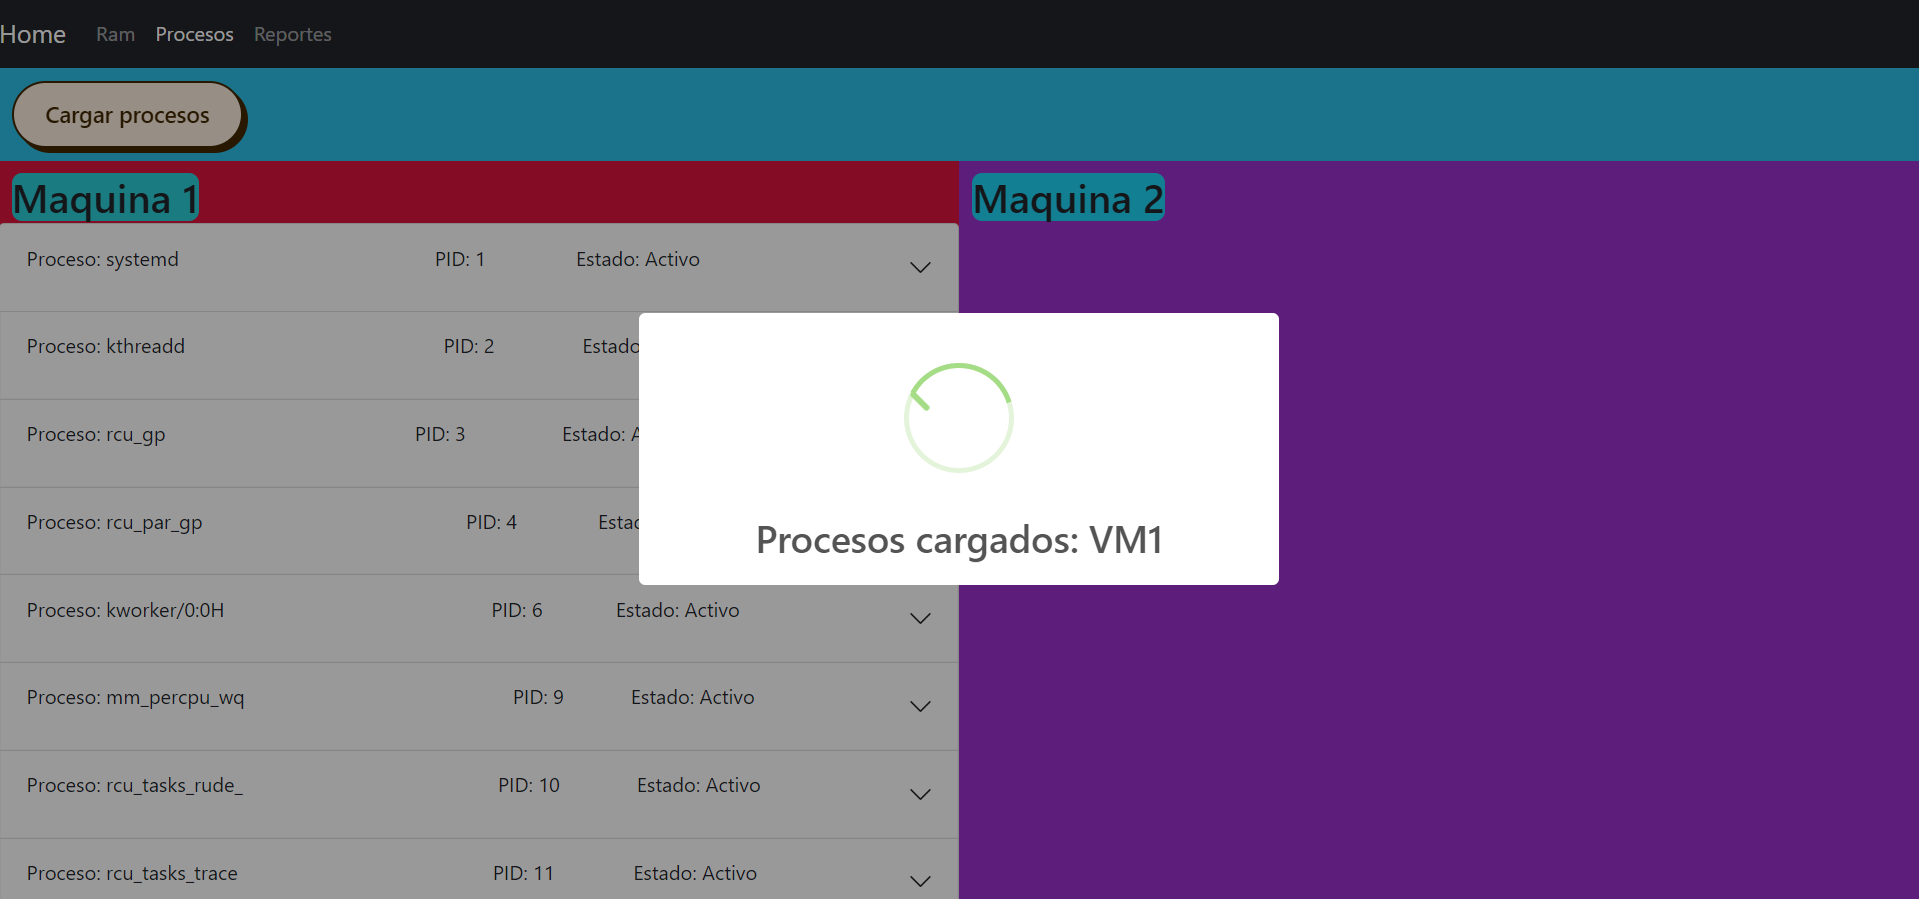 Home Ram Procesos Reportes
Cargar procesos
Maquina 1
Proceso: systemd PID: 1 Estado: Activo
Proceso: kthreadd PID: 2 Estado
Proceso: rcu_gp PID: 3 Estado: A
Proceso: rcu_par_gp PID: 4 Estad
Proceso: kworker/0:0H PID: 6 Estado: Activo
Proceso: mm_percpu_wq PID: 9 Estado: Activo
Proceso: rcu_tasks_rude_ PID: 10 Estado: Activo
Proceso: rcu_tasks_trace PID: 11 Estado: Activo
Maquina 2
Procesos cargados: VM1